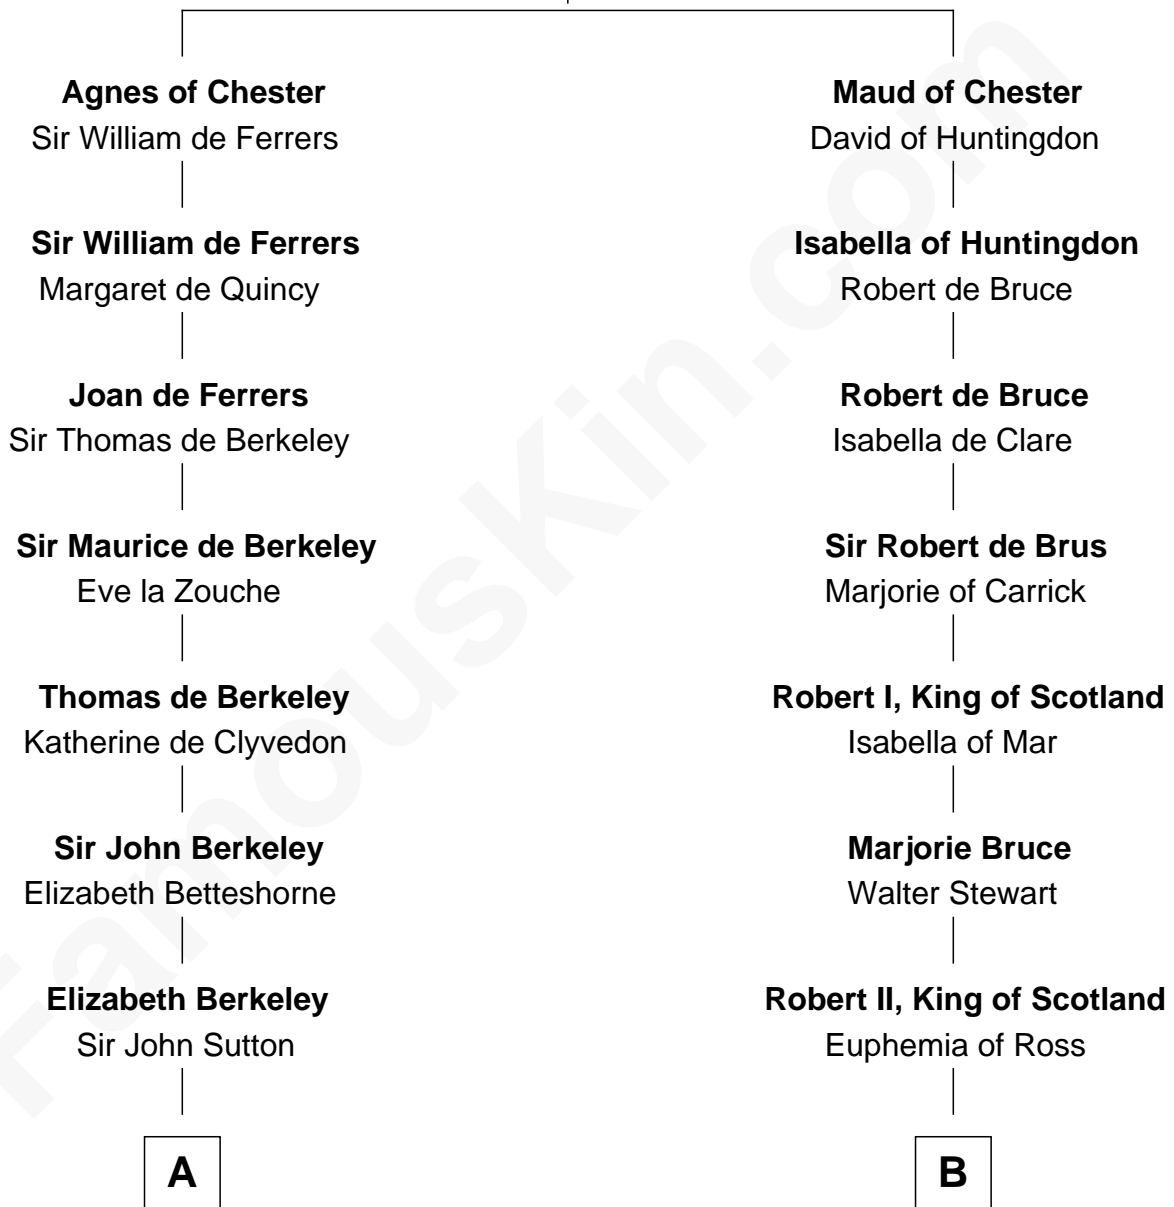 Agnes of Chester
Sir William de Ferrers
Sir William de Ferrers
Margaret de Quincy
Joan de Ferrers
Sir Thomas de Berkeley
Sir Maurice de Berkeley
Eve la Zouche
Thomas de Berkeley
Katherine de Clyvedon
Sir John Berkeley
Elizabeth Betteshorne
Elizabeth Berkeley
Sir John Sutton
A
Maud of Chester
David of Huntingdon
Isabella of Huntingdon
Robert de Bruce
Robert de Bruce
Isabella de Clare
Sir Robert de Brus
Marjorie of Carrick
Robert I, King of Scotland
Isabella of Mar
Marjorie Bruce
Walter Stewart
Robert II, King of Scotland
Euphemia of Ross
B
FamousKin.com